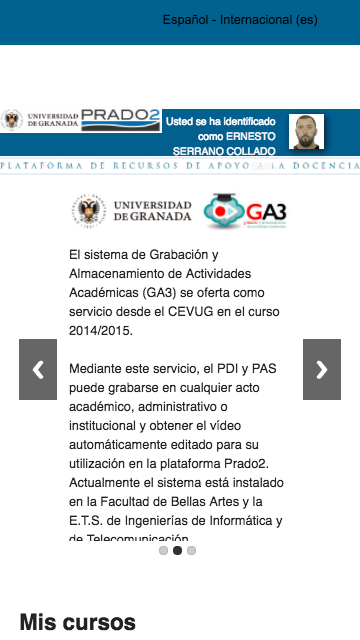 Español - Internacional (es)
UNIVERSIDAD
DE GRANADA
PRADO2
Usted se ha identificado
como ERNESTO
SERRANO COLLADO
PLATAFORMA DE RECURSOS DE APOYO A LA DOCENCIA
UNIVERSIDAD
DE GRANADA
GA3
El sistema de Grabación y
Almacenamiento de Actividades
Académicas (GA3) se oferta como
servicio desde el CEVUG en el curso
2014/2015.
Mediante este servicio, el PDI y PAS
puede grabarse en cualquier acto
académico, administrativo o
institucional y obtener el vídeo
automáticamente editado para su
utilización en la plataforma Prado2.
Actualmente el sistema está instalado
en la Facultad de Bellas Artes y la
E.T.S. de Ingenierías de Informática y
de Telecomunicación
Mis cursos